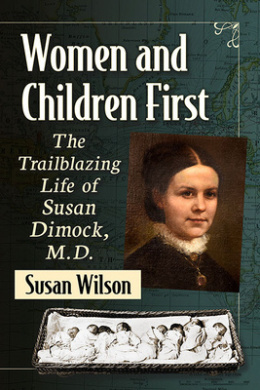 Women and
Children First
The
Trailblazing
Life of
Susan
Dimock,
M.D.
Susan Wilson